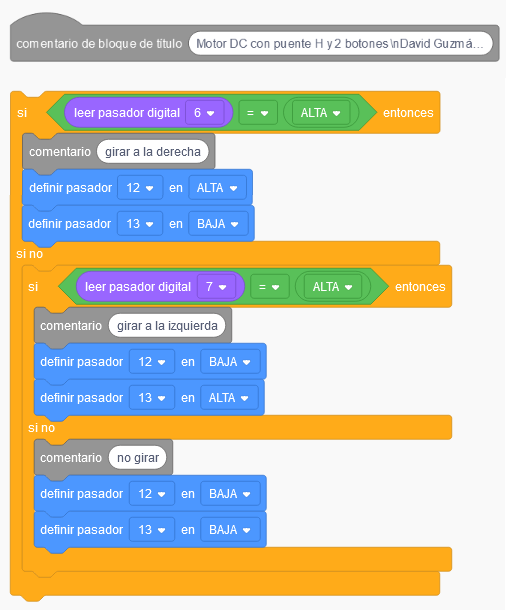 comentario de bloque de título Motor DC con puente H y 2 botones\nDavid Guzmá...
si leer pasador digital 6 = ALTA entonces
comentario girar a la derecha
definir pasador 12 en ALTA
definir pasador 13 en BAJA
si no
si leer pasador digital 7 = ALTA entonces
comentario girar a la izquierda
definir pasador 12 en BAJA
definir pasador 13 en ALTA
si no
comentario no girar
definir pasador 12 en BAJA
definir pasador 13 en BAJA